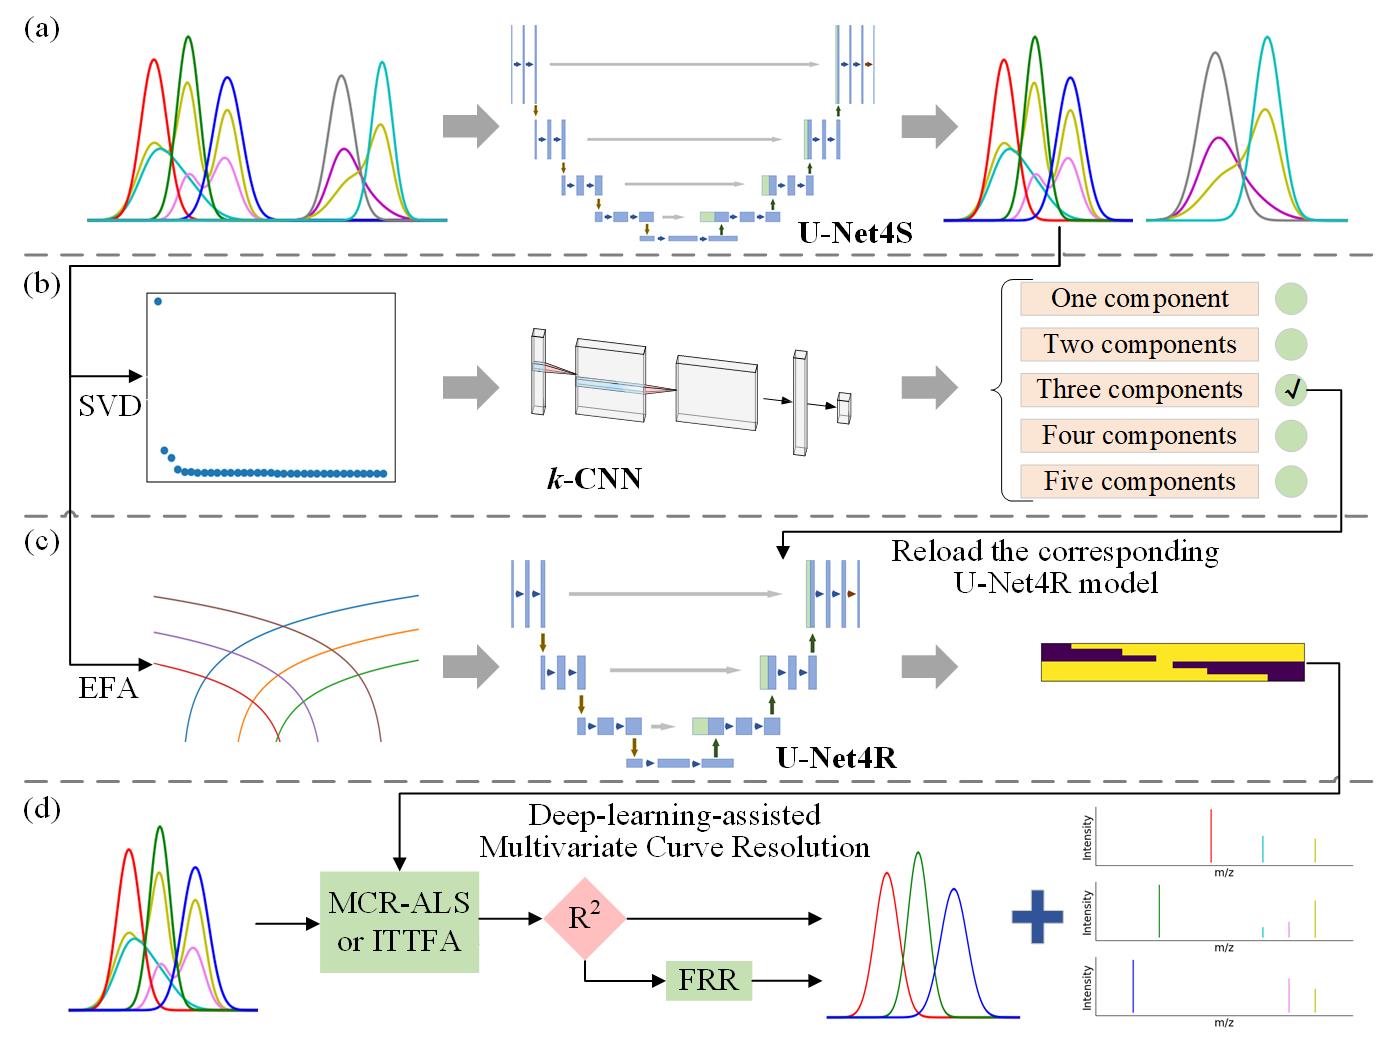 (a)
U-Net4S
(b)
SVD
k-CNN
One component
Two components
Three components
√
Four components
Five components
(c)
Reload the corresponding
U-Net4R model
EFA
U-Net4R
(d)
Deep-learning-assisted
Multivariate Curve Resolution
MCR-ALS
or ITTFA
R²
FRR
Intensity
m/z
Intensity
m/z
Intensity
m/z